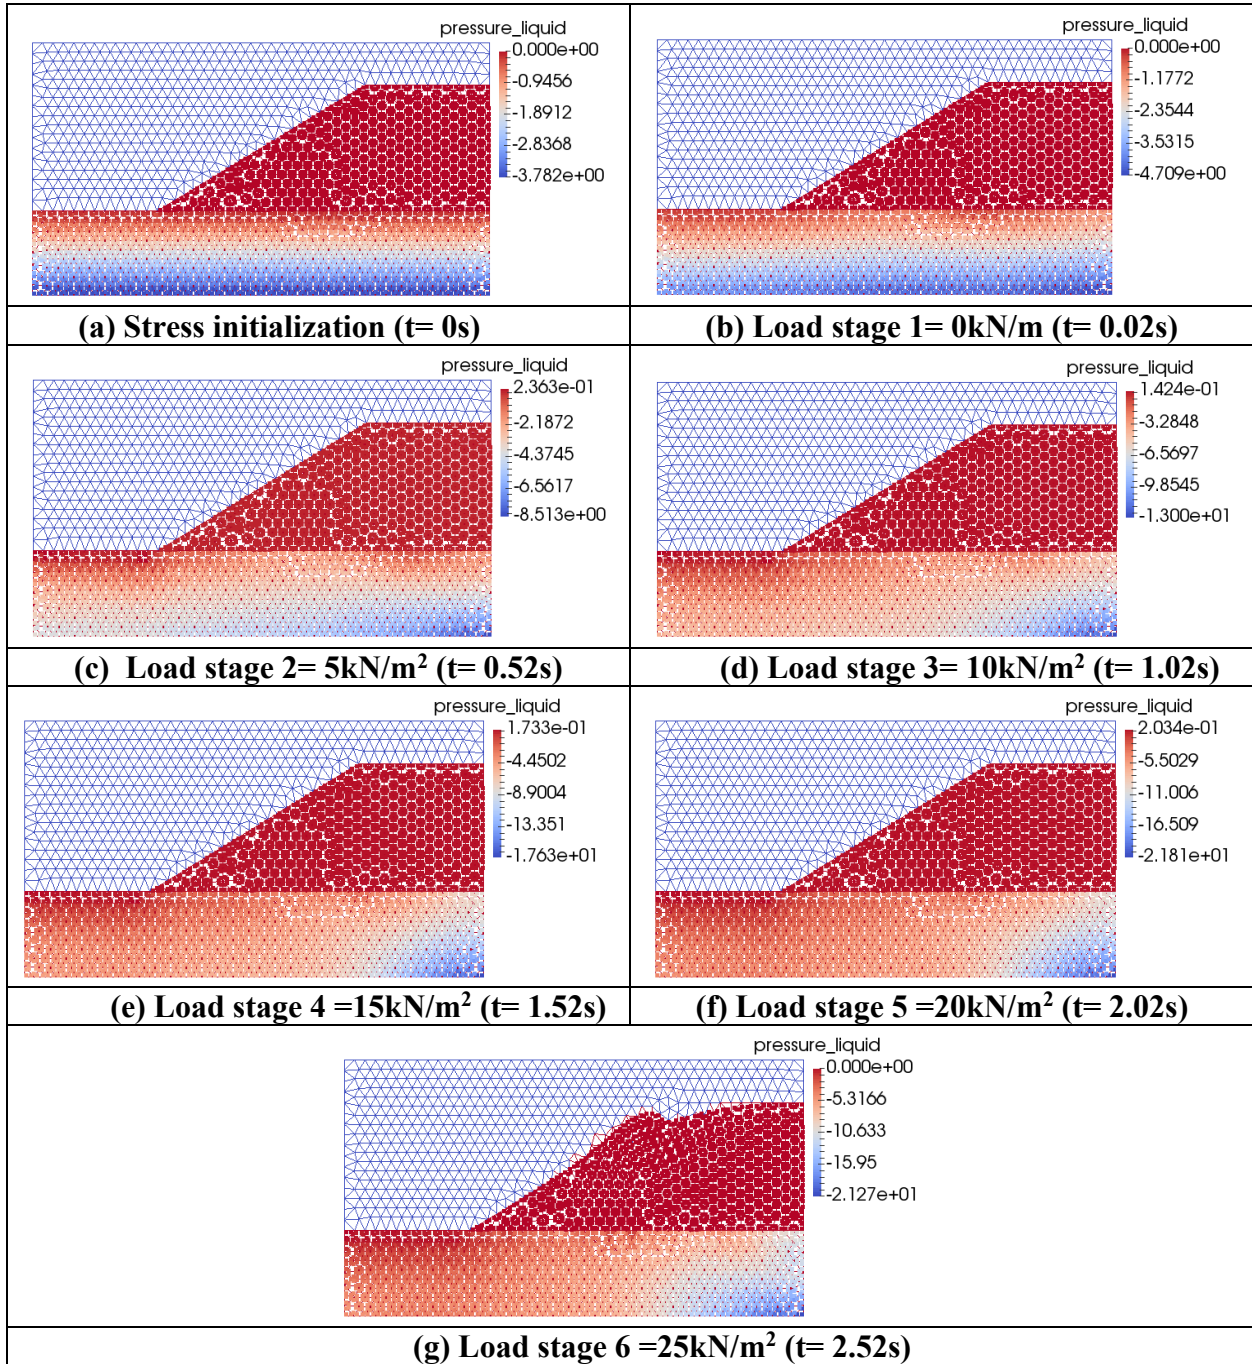 pressure_liquid
0.000e+00
-0.9456
-1.8912
-2.8368
-3.782e+00
(a) Stress initialization (t= 0s)
pressure_liquid
0.000e+00
-1.1772
-2.3544
-3.5315
-4.709e+00
(b) Load stage 1= 0kN/m (t= 0.02s)
pressure_liquid
2.363e-01
-2.1872
-4.3745
-6.5617
-8.513e+00
(c) Load stage 2= 5kN/m² (t= 0.52s)
pressure_liquid
1.424e-01
-3.2848
-6.5697
-9.8545
-1.300e+01
(d) Load stage 3= 10kN/m² (t= 1.02s)
pressure_liquid
1.733e-01
-4.4502
-8.9004
-13.351
-1.763e+01
(e) Load stage 4 =15kN/m² (t= 1.52s)
pressure_liquid
2.034e-01
-5.5029
-11.006
-16.509
-2.181e+01
(f) Load stage 5 =20kN/m² (t= 2.02s)
pressure_liquid
0.000e+00
-5.3166
-10.633
-15.95
-2.127e+01
(g) Load stage 6 =25kN/m² (t= 2.52s)